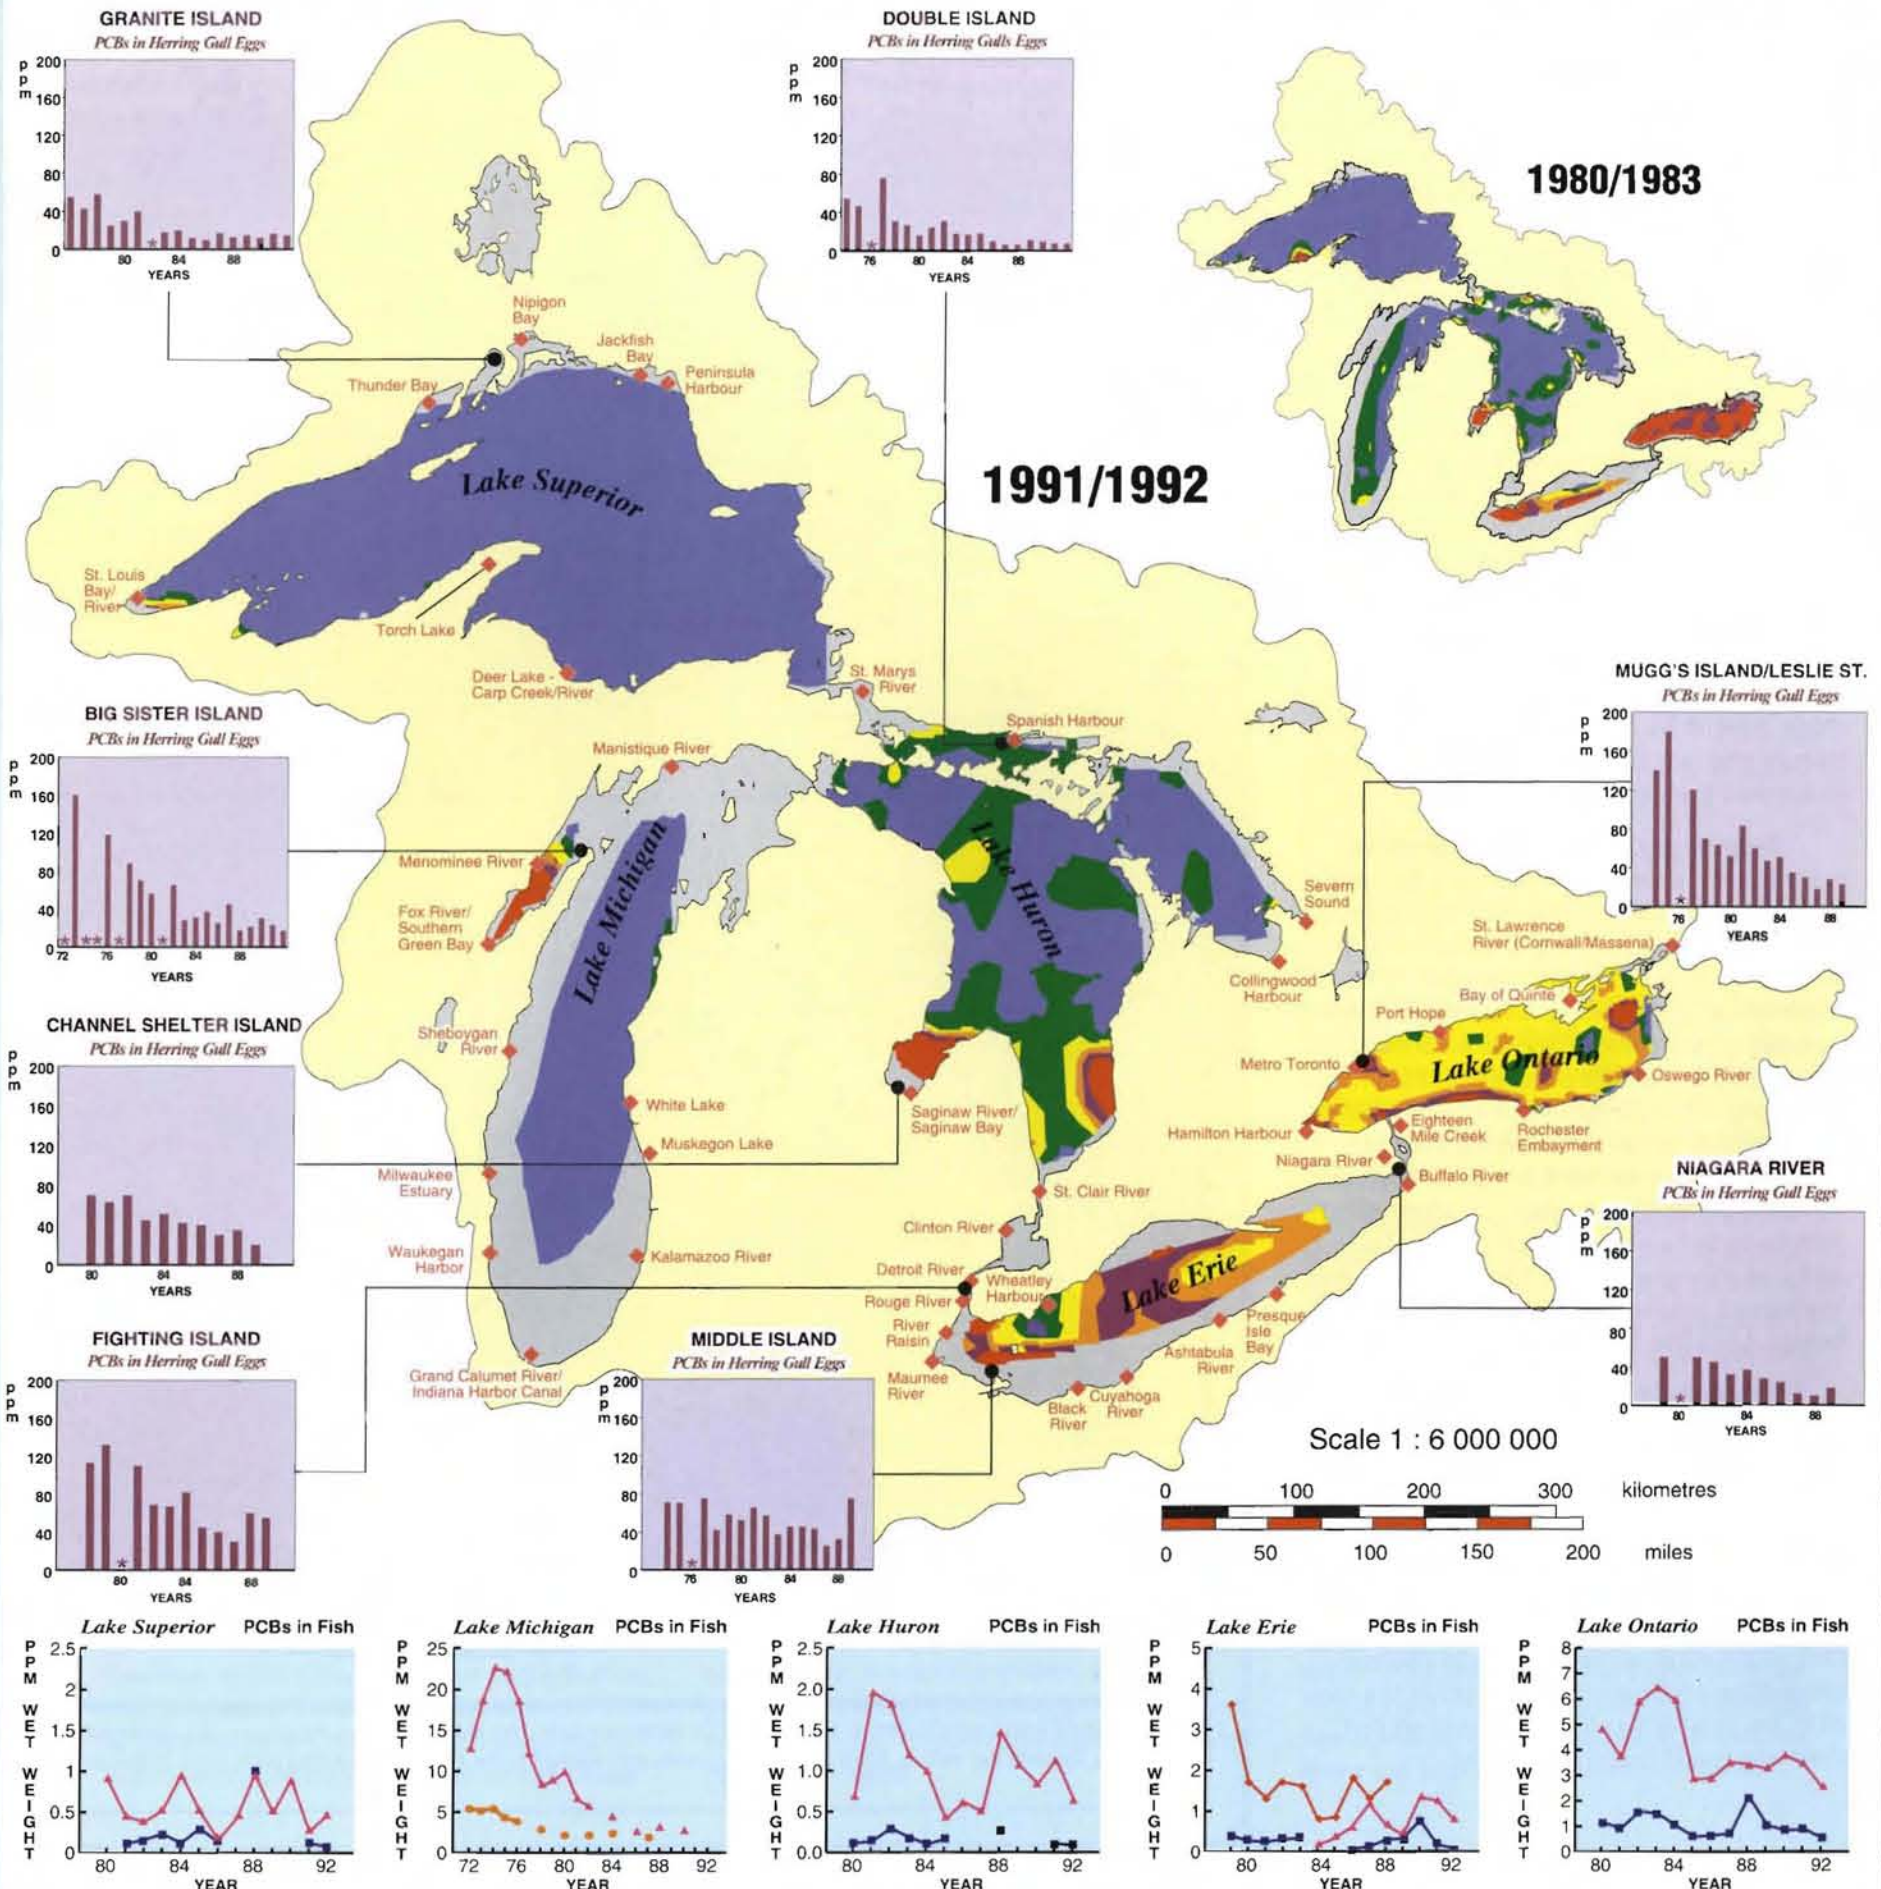 GRANITE ISLAND
PCBs in Herring Gull Eggs
ppm
200
160
120
80
40
0
80 84 88
YEARS
DOUBLE ISLAND
PCBs in Herring Gulls Eggs
ppm
200
160
120
80
40
0
76 80 84 88
YEARS
1980/1983
1991/1992
Nipigon
Bay
Jackfish
Bay
Peninsula
Harbour
Thunder Bay
Lake Superior
St. Louis
Bay/
River
Torch Lake
Deer Lake -
Carp Creek/River
St. Marys
River
Spanish Harbour
Manistique River
BIG SISTER ISLAND
PCBs in Herring Gull Eggs
ppm
200
160
120
80
40
0
72 76 80 84 88
YEARS
MUGG'S ISLAND/LESLIE ST.
PCBs in Herring Gull Eggs
ppm
200
160
120
80
40
0
76 80 84 88
YEARS
Menominee River
Fox River/
Southern
Green Bay
Lake Michigan
Lake Huron
Severn
Sound
Collingwood
Harbour
St. Lawrence
River (Cornwall/Massena)
Bay of Quinte
Port Hope
Metro Toronto
Lake Ontario
Oswego River
Hamilton Harbour
Eighteen
Mile Creek
Rochester
Embayment
Niagara River
Buffalo River
CHANNEL SHELTER ISLAND
PCBs in Herring Gull Eggs
ppm
200
160
120
80
40
0
80 84 88
YEARS
Sheboygan
River
White Lake
Muskegon Lake
Milwaukee
Estuary
Waukegan
Harbor
Kalamazoo River
Grand Calumet River/
Indiana Harbor Canal
Saginaw River/
Saginaw Bay
St. Clair River
Clinton River
Detroit River
Wheatley
Harbour
Rouge River
River
Raisin
Maumee
River
Lake Erie
Presque
Isle
Bay
Ashtabula
River
Cuyahoga
River
Black
River
NIAGARA RIVER
PCBs in Herring Gull Eggs
ppm
200
160
120
80
40
0
80 84 88
YEARS
FIGHTING ISLAND
PCBs in Herring Gull Eggs
ppm
200
160
120
80
40
0
80 84 88
YEARS
MIDDLE ISLAND
PCBs in Herring Gull Eggs
ppm
200
160
120
80
40
0
76 80 84 88
YEARS
Scale 1 : 6 000 000
0 100 200 300 kilometres
0 50 100 150 200 miles
Lake Superior PCBs in Fish
PPM WET WEIGHT
2.5
2
1.5
1
0.5
0
80 84 88 92
YEAR
Lake Michigan PCBs in Fish
PPM WET WEIGHT
25
20
15
10
5
0
72 76 80 84 88 92
YEAR
Lake Huron PCBs in Fish
PPM WET WEIGHT
2.5
2.0
1.5
1.0
0.5
0.0
80 84 88 92
YEAR
Lake Erie PCBs in Fish
PPM WET WEIGHT
5
4
3
2
1
0
80 84 88 92
YEAR
Lake Ontario PCBs in Fish
PPM WET WEIGHT
8
7
6
5
4
3
2
1
0
80 84 88 92
YEAR